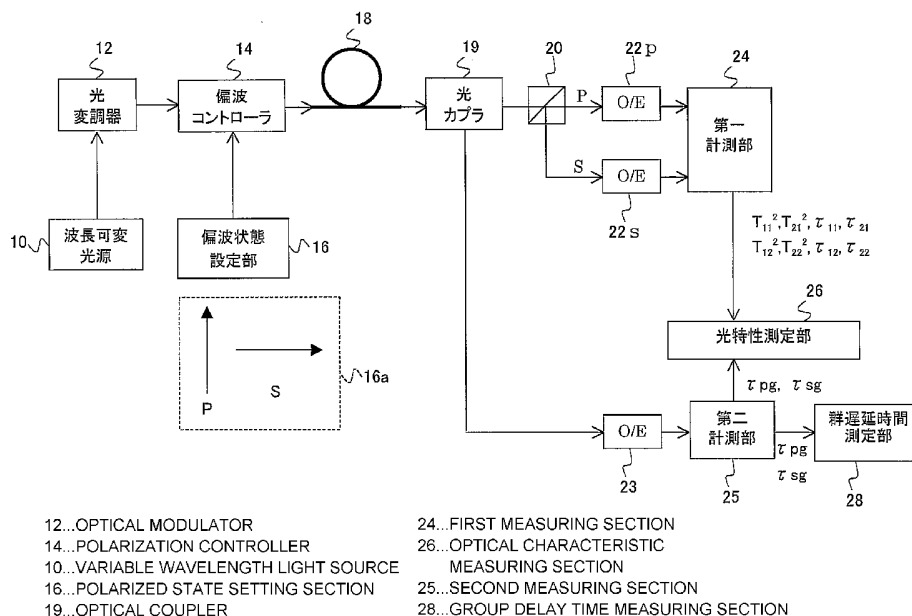 18
12
14
19
20
22p
24
光
変調器
偏波
コントローラ
光
カプラ
P
O/E
第一
計測部
S
O/E
22s
10
波長可変
光源
偏波状態
設定部
16
T₁₁², T₂₁², τ₁₁, τ₂₁
T₁₂², T₂₂², τ₁₂, τ₂₂
26
光特性測定部
P
S
16a
τpg, τsg
O/E
23
第二
計測部
25
τpg
τsg
群遅延時間
測定部
28
12...OPTICAL MODULATOR
14...POLARIZATION CONTROLLER
10...VARIABLE WAVELENGTH LIGHT SOURCE
16...POLARIZED STATE SETTING SECTION
19...OPTICAL COUPLER
24...FIRST MEASURING SECTION
26...OPTICAL CHARACTERISTIC
MEASURING SECTION
25...SECOND MEASURING SECTION
28...GROUP DELAY TIME MEASURING SECTION